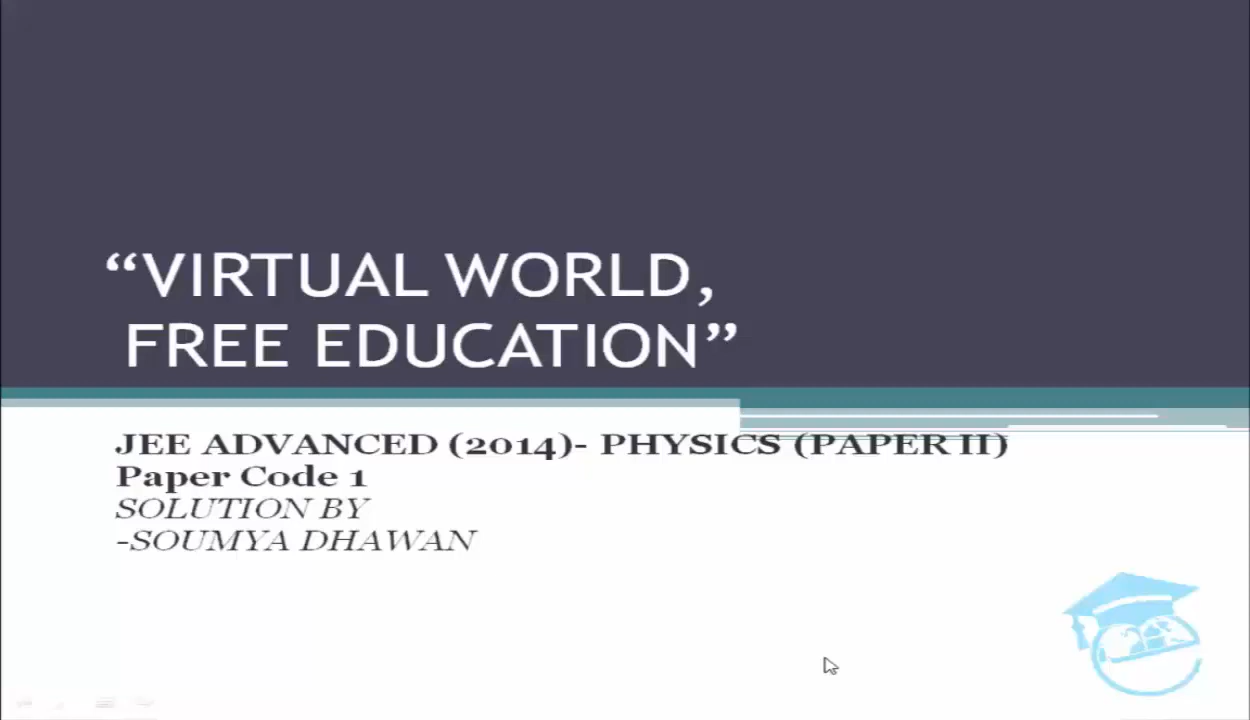 “VIRTUAL WORLD,
FREE EDUCATION”
JEE ADVANCED (2014)- PHYSICS (PAPER II)
Paper Code 1
SOLUTION BY
-SOUMYA DHAWAN